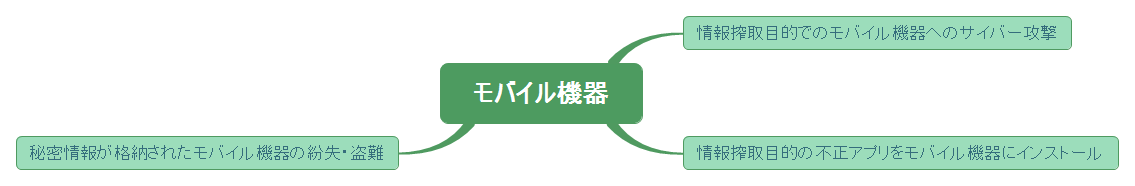 情報搾取目的でのモバイル機器へのサイバー攻撃
モバイル機器
秘密情報が格納されたモバイル機器の紛失・盗難
情報搾取目的の不正アプリをモバイル機器にインストール